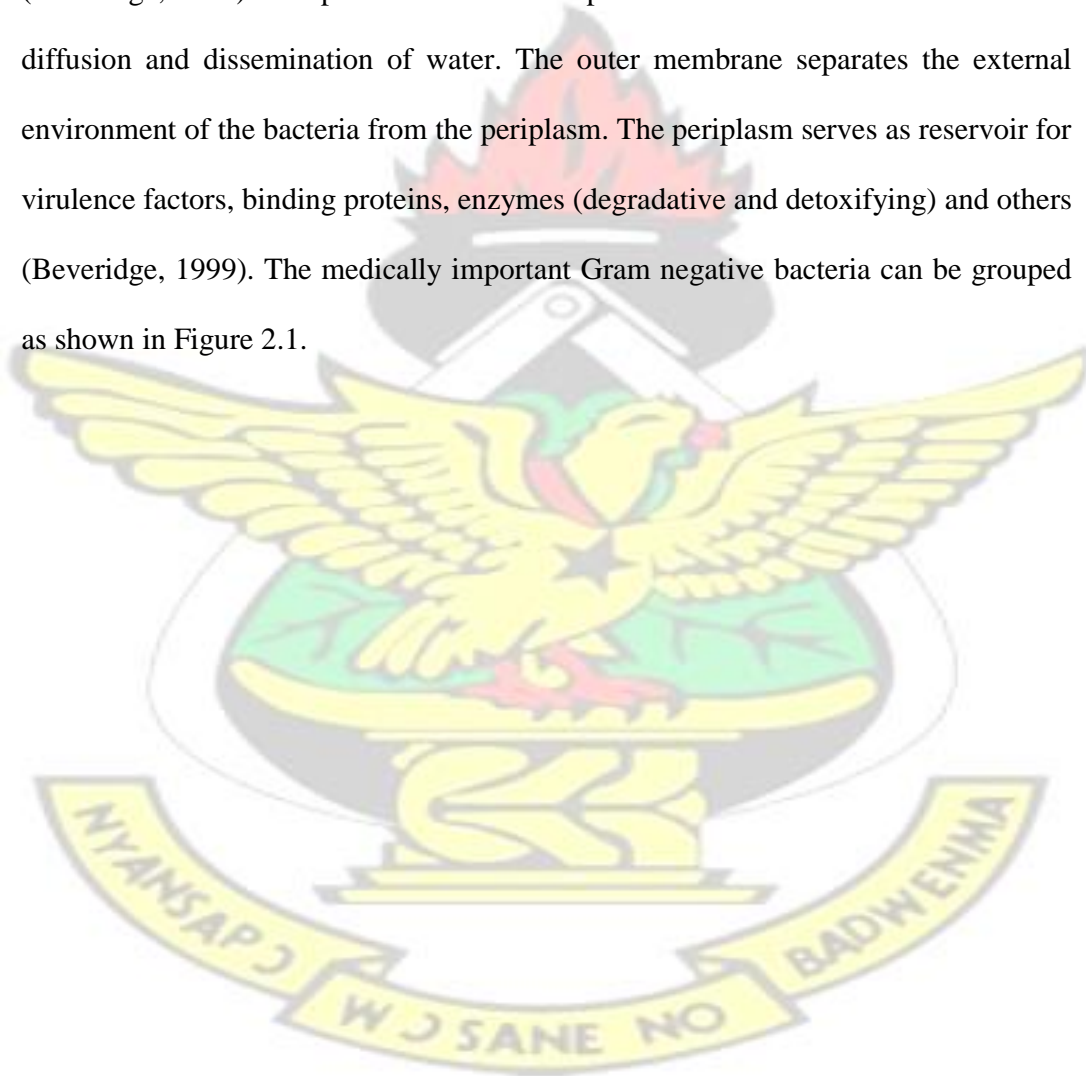 diffusion and dissemination of water. The outer membrane separates the external
environment of the bacteria from the periplasm. The periplasm serves as reservoir for
virulence factors, binding proteins, enzymes (degradative and detoxifying) and others
(Beveridge, 1999). The medically important Gram negative bacteria can be grouped
as shown in Figure 2.1.
NYANSAPƆ
WƆSANE NO
BADWENMA